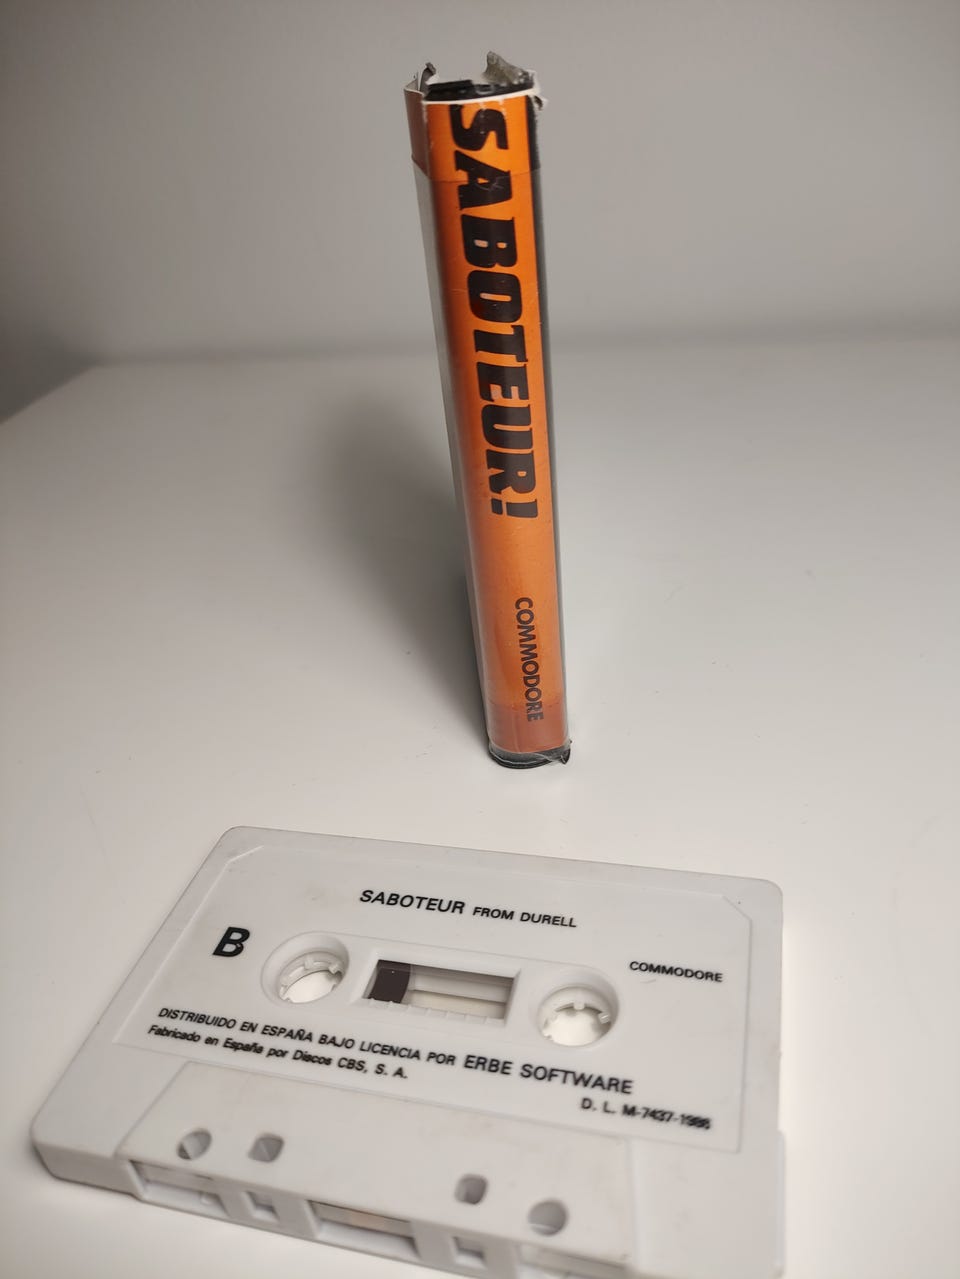 SABOTEUR!
COMMODORE
SABOTEUR FROM DURELL
B
COMMODORE
DISTRIBUIDO EN ESPAÑA BAJO LICENCIA POR ERBE SOFTWARE
Fabricado en España por Discos CBS, S. A.
D. L. M-7437-1986